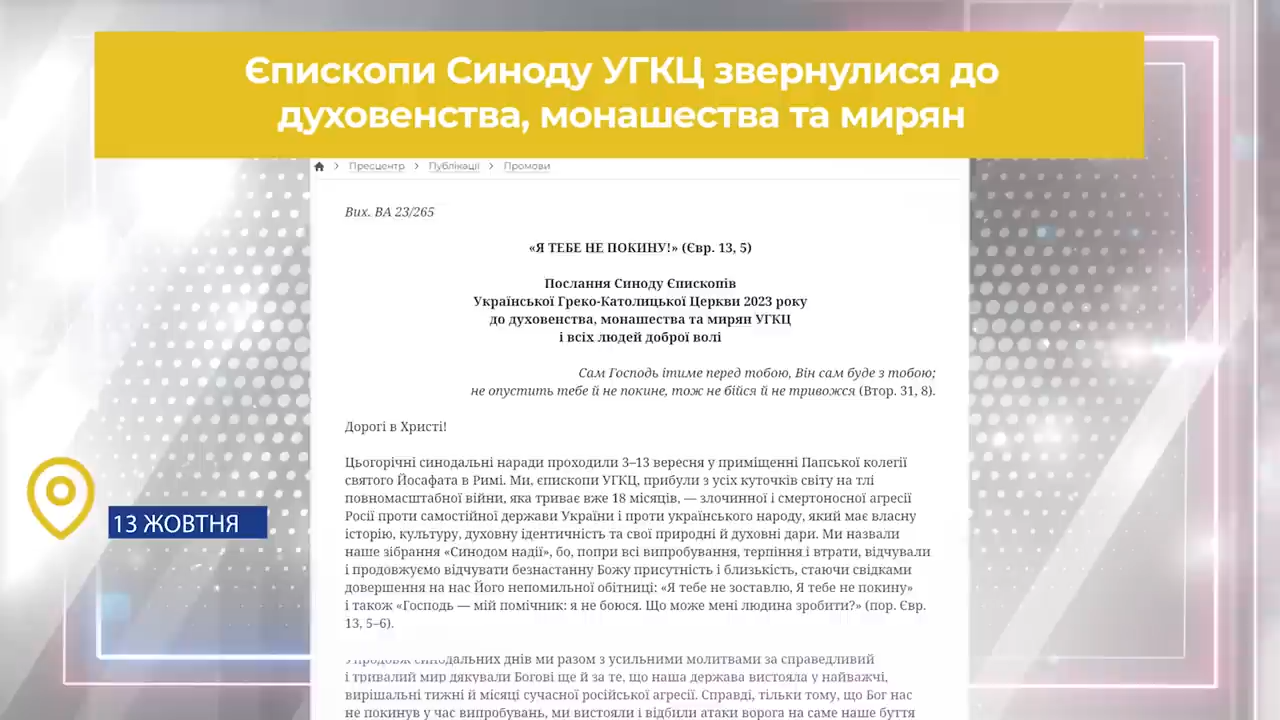 Єпископи Синоду УГКЦ звернулися до
духовенства, монашества та мирян
Пресцентр > Публікації > Промови
Вих. ВА 23/265
«Я ТЕБЕ НЕ ПОКИНУ!» (Євр. 13, 5)
Послання Синоду Єпископів
Української Греко-Католицької Церкви 2023 року
до духовенства, монашества та мирян УГКЦ
і всіх людей доброї волі
Сам Господь ітиме перед тобою, Він сам буде з тобою;
не опустить тебе й не покине, тож не бійся й не тривожся (Втор. 31, 8).
Дорогі в Христі!
Цьогорічні синодальні наради проходили 3–13 вересня у приміщенні Папської колегії
святого Йосафата в Римі. Ми, єпископи УГКЦ, прибули з усіх куточків світу на тлі
повномасштабної війни, яка триває вже 18 місяців, — злочинної і смертоносної агресії
Росії проти самостійної держави України і проти українського народу, який має власну
історію, культуру, духовну ідентичність та свої природні й духовні дари. Ми назвали
наше зібрання «Синодом надії», бо, попри всі випробування, терпіння і втрати, відчували
і продовжуємо відчувати безнастанну Божу присутність і близькість, стаючи свідками
довершення на нас Його непомильної обітниці: «Я тебе не зоставлю, Я тебе не покину»
і також «Господь — мій помічник: я не боюся. Що може мені людина зробити?» (пор. Євр.
13, 5–6).
13 ЖОВТНЯ
Упродовж синодальних днів ми разом з усильними молитвами за справедливий
і тривалий мир дякували Богові ще й за те, що наша держава вистояла у найважчі,
вирішальні тижні й місяці сучасної російської агресії. Справді, тільки тому, що Бог нас
не покинув у час випробувань, ми вистояли і відбили атаки ворога на саме наше буття